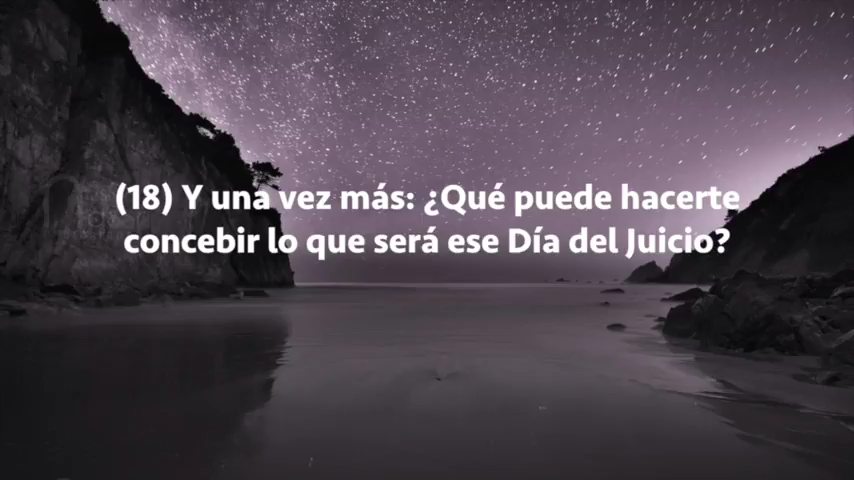 (18) Y una vez más: ¿Qué puede hacerte
concebir lo que será ese Día del Juicio?